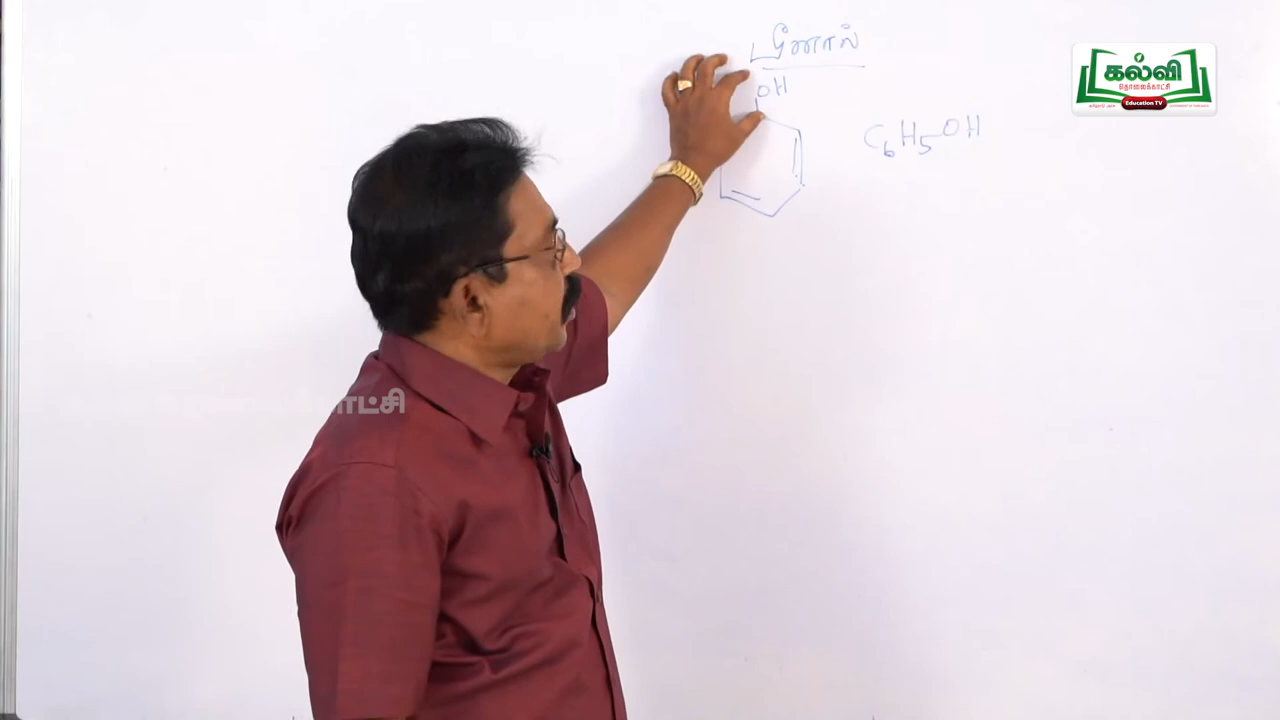 பீனால்
OH
C6H5OH
கல்வி
தொலைக்காட்சி
Education TV
ாட்சி